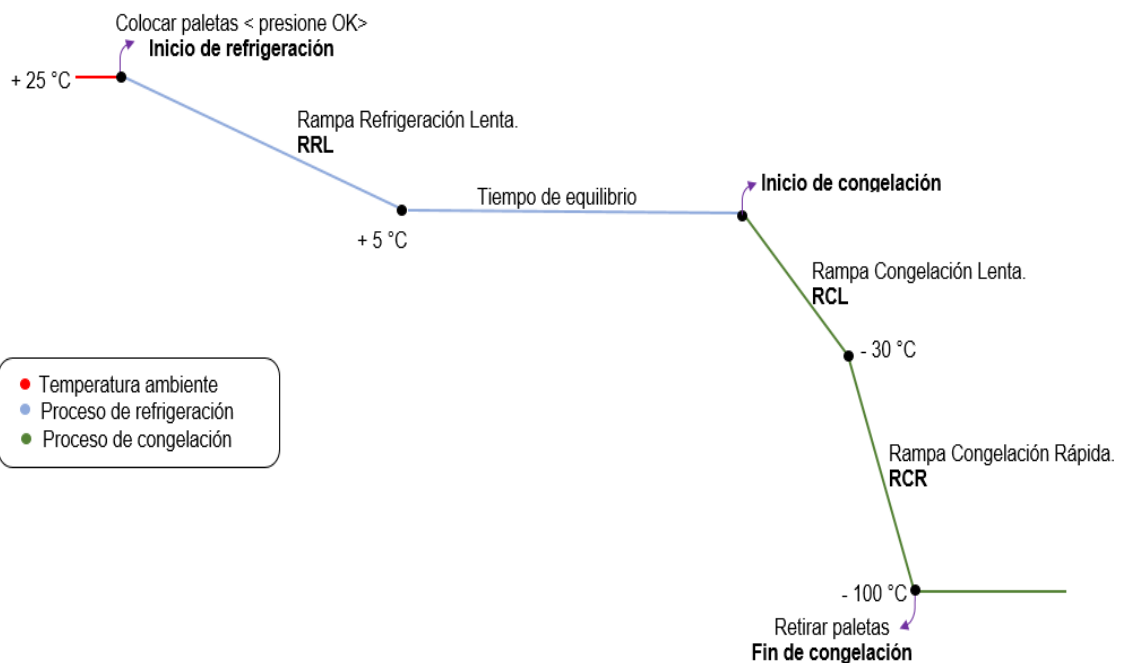 Colocar paletas < presione OK>
Inicio de refrigeración
+ 25 °C
Rampa Refrigeración Lenta.
RRL
Tiempo de equilibrio
+ 5 °C
Inicio de congelación
Rampa Congelación Lenta.
RCL
- 30 °C
Temperatura ambiente
Proceso de refrigeración
Proceso de congelación
Rampa Congelación Rápida.
RCR
- 100 °C
Retirar paletas
Fin de congelación